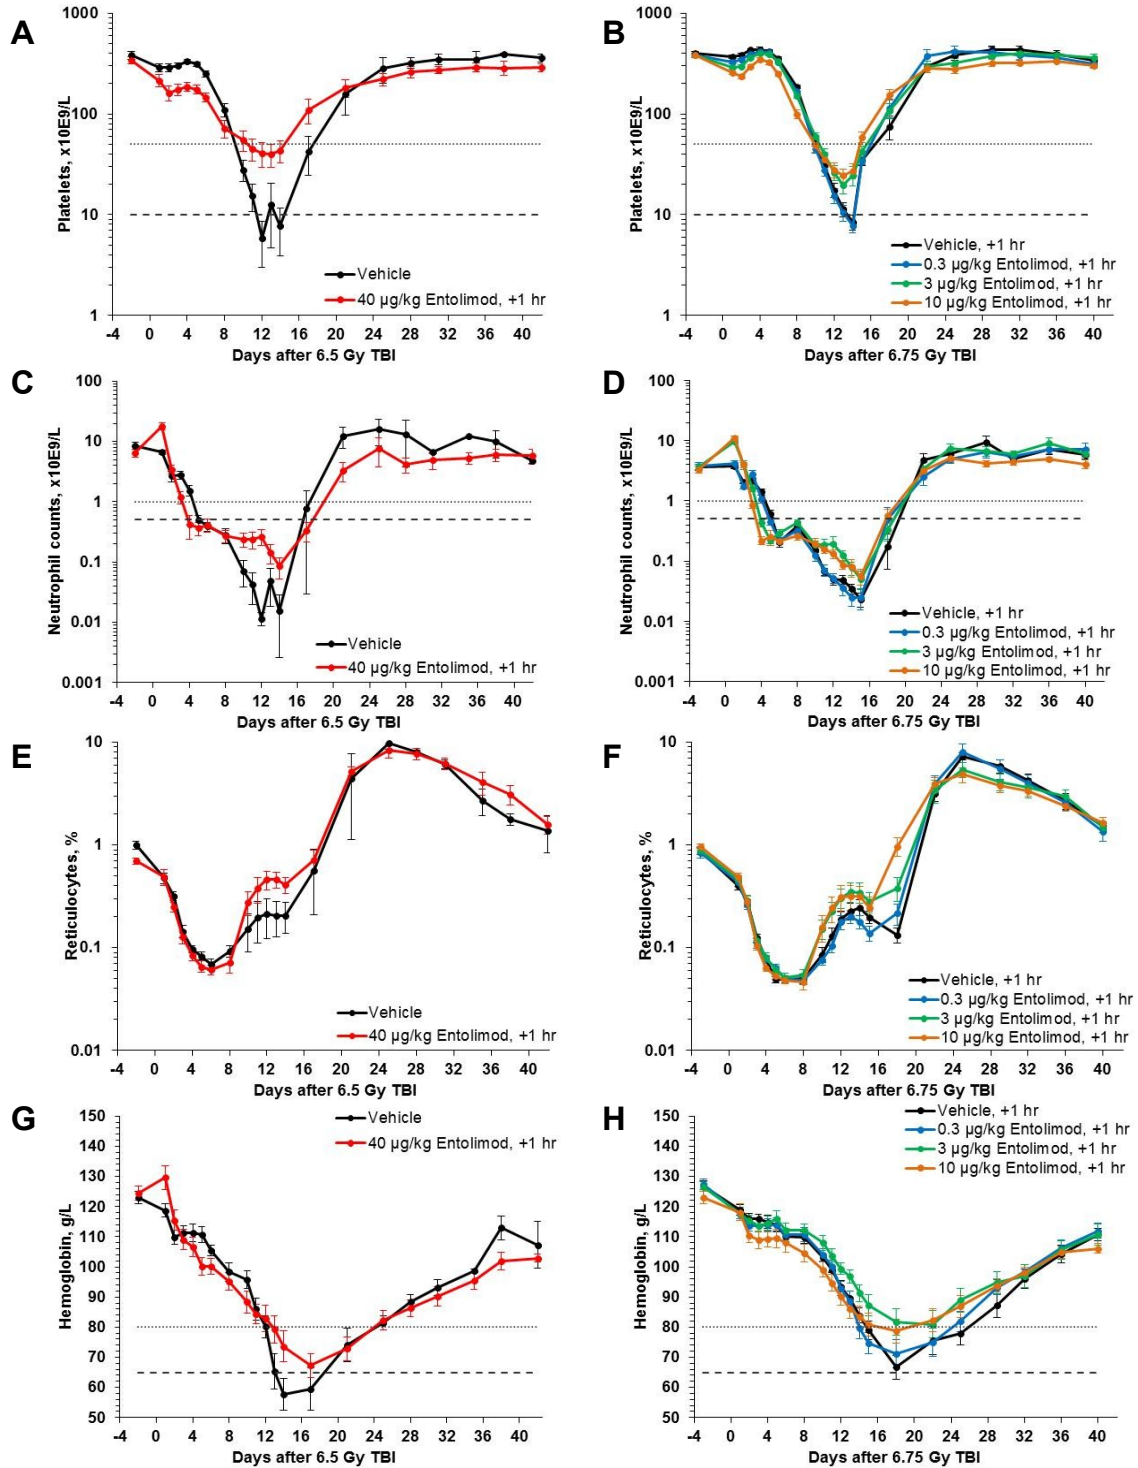 A
1000
100
10
1
Platelets, x10E9/L
-4 0 4 8 12 16 20 24 28 32 36 40
Days after 6.5 Gy TBI
Vehicle
40 µg/kg Entolimod, +1 hr
B
1000
100
10
1
Platelets, x10E9/L
-4 0 4 8 12 16 20 24 28 32 36 40
Days after 6.75 Gy TBI
Vehicle, +1 hr
0.3 µg/kg Entolimod, +1 hr
3 µg/kg Entolimod, +1 hr
10 µg/kg Entolimod, +1 hr
C
100
10
1
0.1
0.01
0.001
Neutrophil counts, x10E9/L
-4 0 4 8 12 16 20 24 28 32 36 40
Days after 6.5 Gy TBI
Vehicle
40 µg/kg Entolimod, +1 hr
D
100
10
1
0.1
0.01
0.001
Neutrophil counts, x10E9/L
-4 0 4 8 12 16 20 24 28 32 36 40
Days after 6.75 Gy TBI
Vehicle, +1 hr
0.3 µg/kg Entolimod, +1 hr
3 µg/kg Entolimod, +1 hr
10 µg/kg Entolimod, +1 hr
E
10
1
0.1
0.01
Reticulocytes, %
-4 0 4 8 12 16 20 24 28 32 36 40
Days after 6.5 Gy TBI
Vehicle
40 µg/kg Entolimod, +1 hr
F
10
1
0.1
0.01
Reticulocytes, %
-4 0 4 8 12 16 20 24 28 32 36 40
Days after 6.75 Gy TBI
Vehicle, +1 hr
0.3 µg/kg Entolimod, +1 hr
3 µg/kg Entolimod, +1 hr
10 µg/kg Entolimod, +1 hr
G
150
140
130
120
110
100
90
80
70
60
50
Hemoglobin, g/L
-4 0 4 8 12 16 20 24 28 32 36 40
Days after 6.5 Gy TBI
Vehicle
40 µg/kg Entolimod, +1 hr
H
150
140
130
120
110
100
90
80
70
60
50
Hemoglobin, g/L
-4 0 4 8 12 16 20 24 28 32 36 40
Days after 6.75 Gy TBI
Vehicle, +1 hr
0.3 µg/kg Entolimod, +1 hr
3 µg/kg Entolimod, +1 hr
10 µg/kg Entolimod, +1 hr